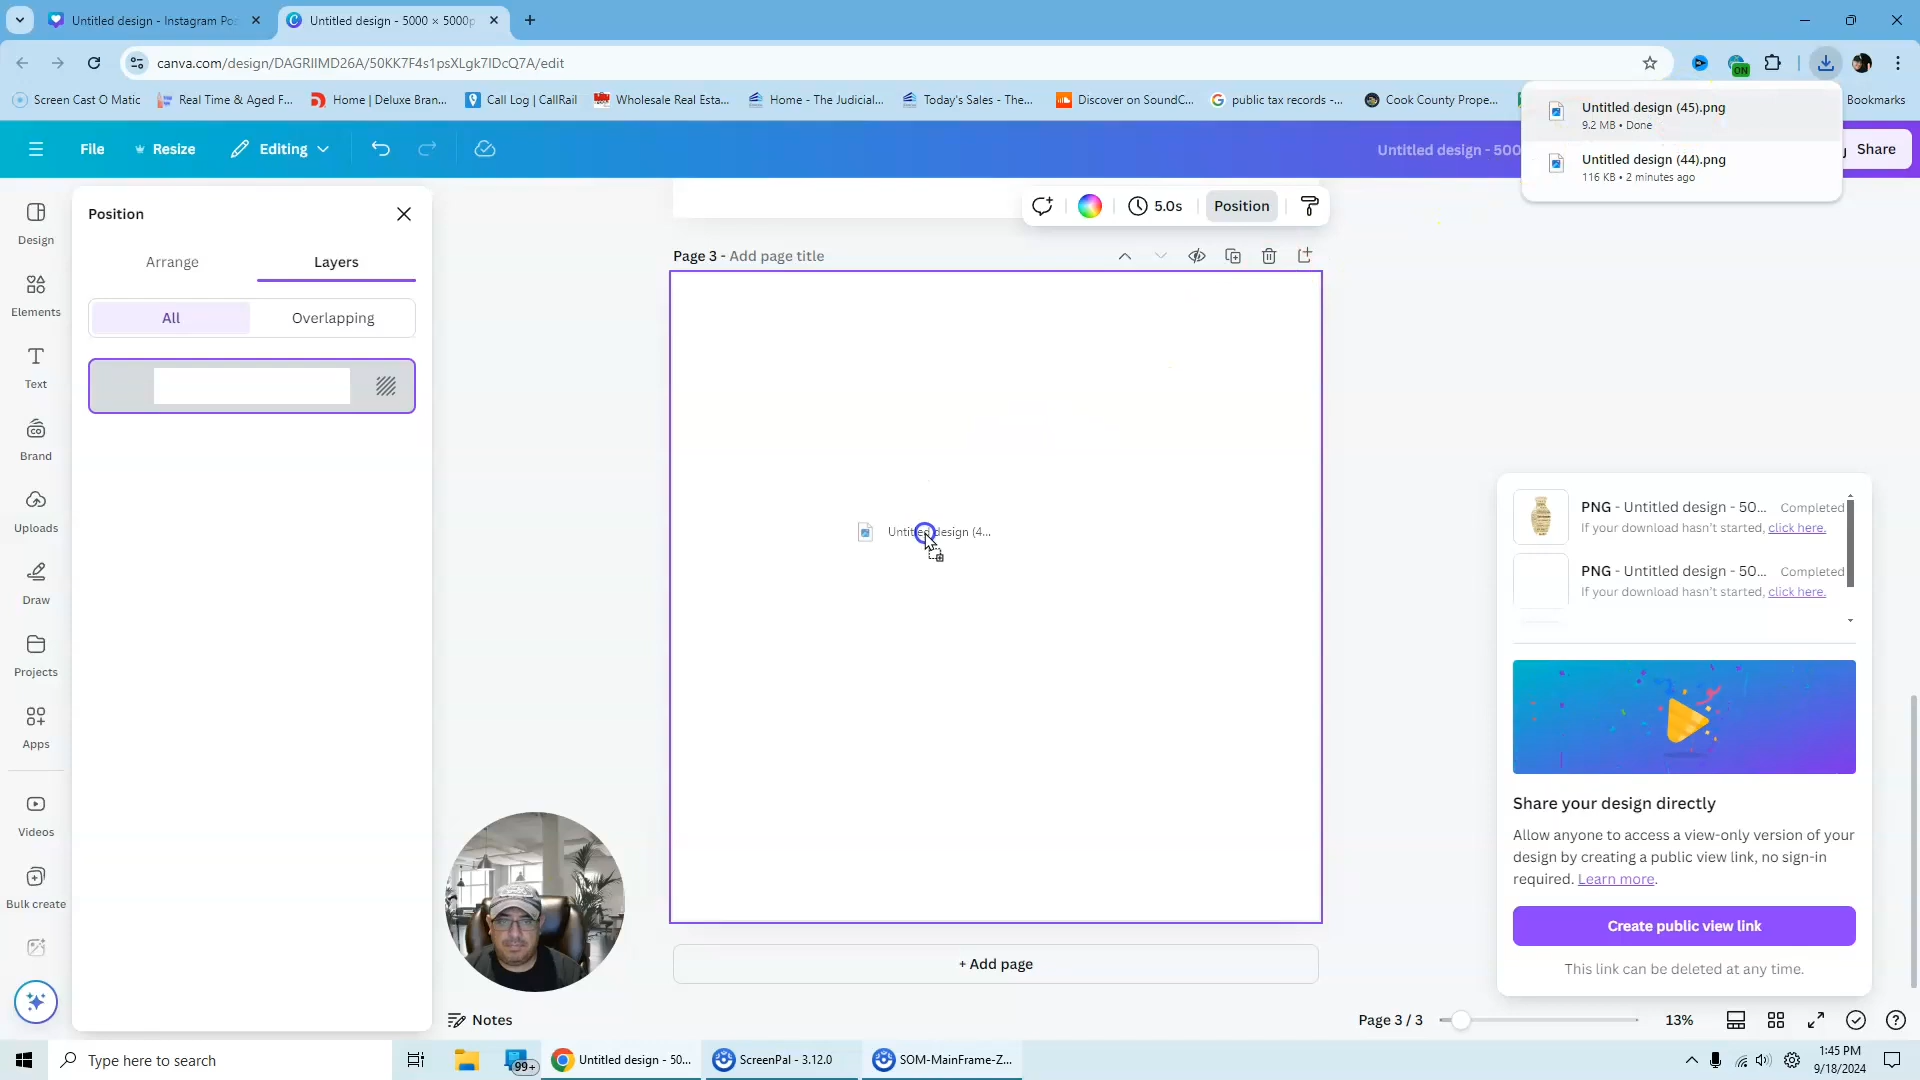 Untitled design - Instagram Pos
Untitled design - 5000 × 5000p
canva.com/design/DAGRIIMD26A/50KK7F4s1psXLgk7IDcQ7A/edit
ON
Screen Cast O Matic
Real Time & Aged F...
Home | Deluxe Bran...
Call Log | CallRail
Wholesale Real Esta...
Home - The Judicial...
Today's Sales - The...
Discover on SoundC...
public tax records -...
Cook County Prope...
Bookmarks
Untitled design (45).png
9.2 MB • Done
Untitled design (44).png
116 KB • 2 minutes ago
File
Resize
Editing
Untitled design - 500
Share
Design
Elements
Text
Brand
Uploads
Draw
Projects
Apps
Videos
Bulk create
Position
Arrange
Layers
All
Overlapping
5.0s
Position
Page 3 - Add page title
Untitled design (4...
+ Add page
PNG - Untitled design - 50... Completed
If your download hasn't started, click here.
PNG - Untitled design - 50... Completed
If your download hasn't started, click here.
Share your design directly
Allow anyone to access a view-only version of your
design by creating a public view link, no sign-in
required. Learn more.
Create public view link
This link can be deleted at any time.
Notes
Page 3 / 3
13%
Type here to search
99+
Untitled design - 50...
ScreenPal - 3.12.0
SOM-MainFrame-Z...
1:45 PM
9/18/2024